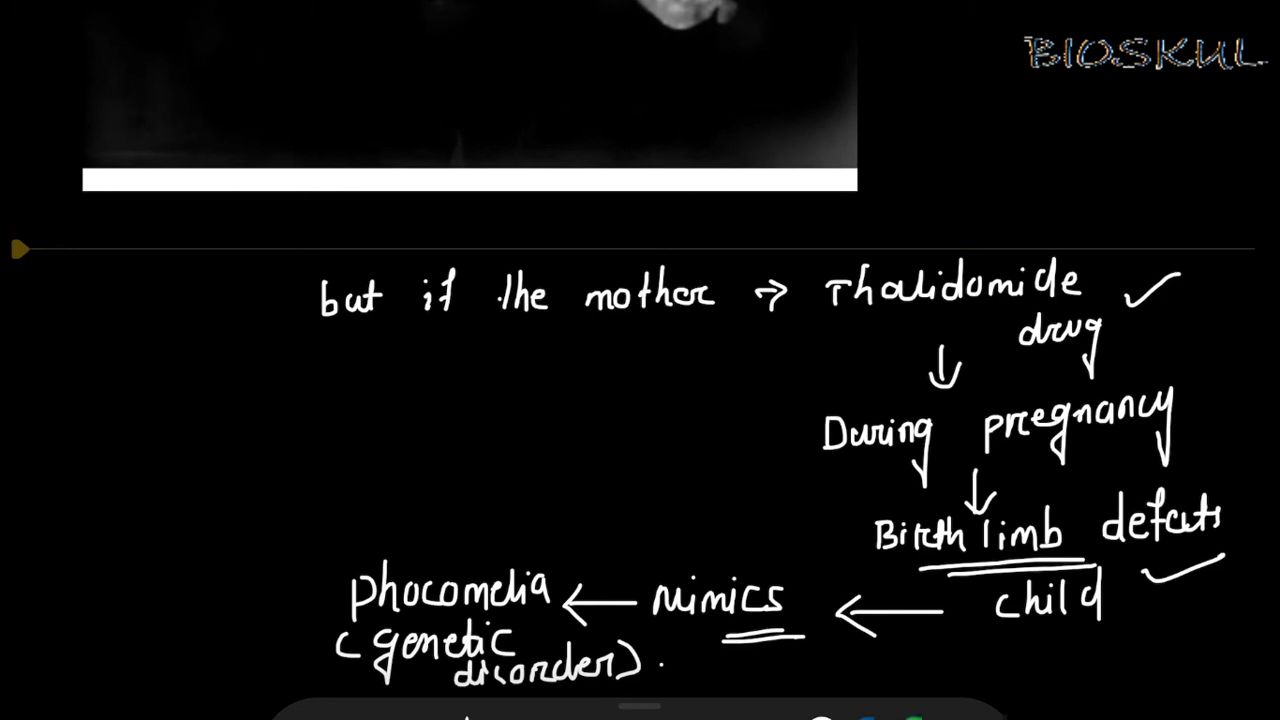 BIOSKUL
but if the mother → Thalidomide ✓
drug
↓
During pregnancy
↓
Birth limb defects
phocomelia ← mimics ← child
(genetic
disorder).